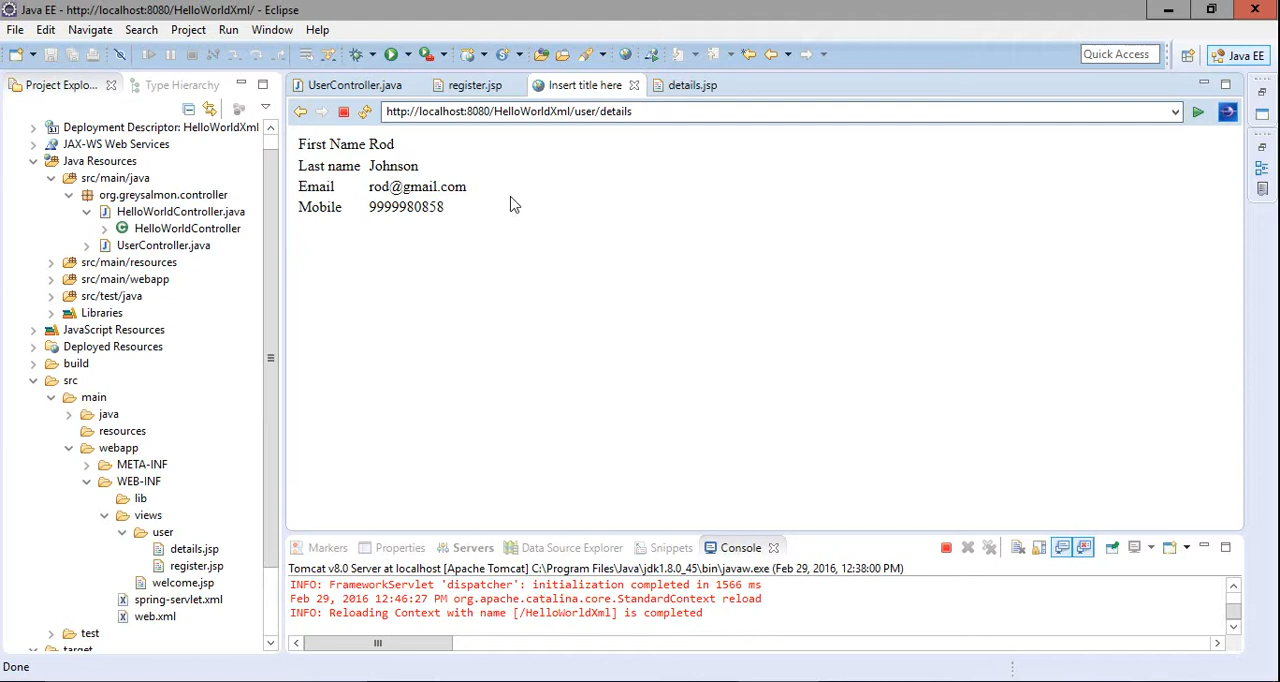 Java EE - http://localhost:8080/HelloWorldXml/ - Eclipse
File Edit Navigate Search Project Run Window Help
Quick Access
Java EE
Project Explo...
Type Hierarchy
Deployment Descriptor: HelloWorldXml
JAX-WS Web Services
Java Resources
src/main/java
org.greysalmon.controller
HelloWorldController.java
HelloWorldController
UserController.java
src/main/resources
src/main/webapp
src/test/java
Libraries
JavaScript Resources
Deployed Resources
build
src
main
java
resources
webapp
META-INF
WEB-INF
lib
views
user
details.jsp
register.jsp
welcome.jsp
spring-servlet.xml
web.xml
test
target
UserController.java register.jsp Insert title here details.jsp
http://localhost:8080/HelloWorldXml/user/details
First Name Rod
Last name Johnson
Email rod@gmail.com
Mobile 9999980858
Markers Properties Servers Data Source Explorer Snippets Console
Tomcat v8.0 Server at localhost [Apache Tomcat] C:\Program Files\Java\jdk1.8.0_45\bin\javaw.exe (Feb 29, 2016, 12:38:00 PM)
INFO: FrameworkServlet 'dispatcher': initialization completed in 1566 ms
Feb 29, 2016 12:46:27 PM org.apache.catalina.core.StandardContext reload
INFO: Reloading Context with name [/HelloWorldXml] is completed
Done